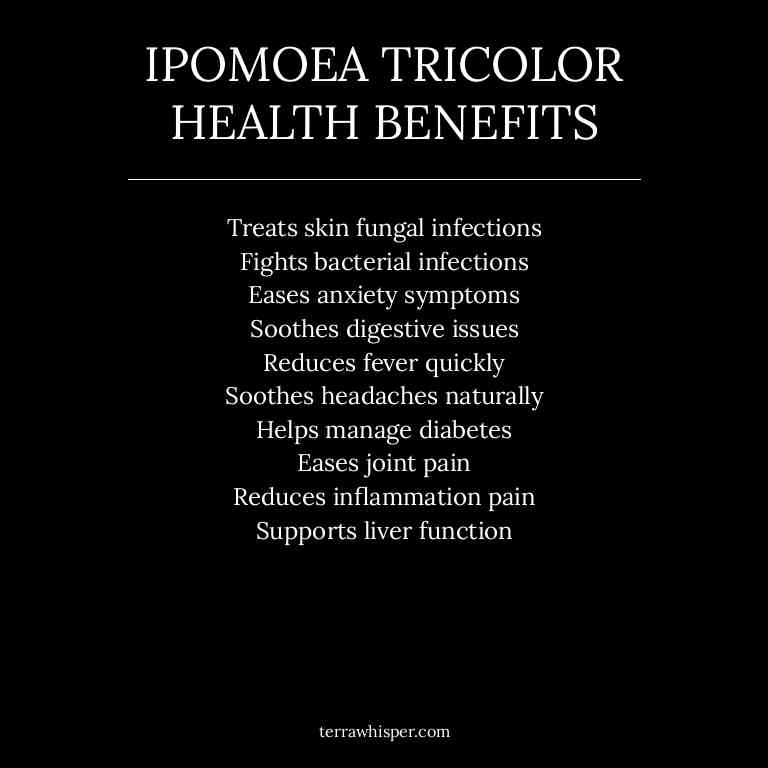 IPOMOEA TRICOLOR
HEALTH BENEFITS
Treats skin fungal infections
Fights bacterial infections
Eases anxiety symptoms
Soothes digestive issues
Reduces fever quickly
Soothes headaches naturally
Helps manage diabetes
Eases joint pain
Reduces inflammation pain
Supports liver function
terrawhisper.com